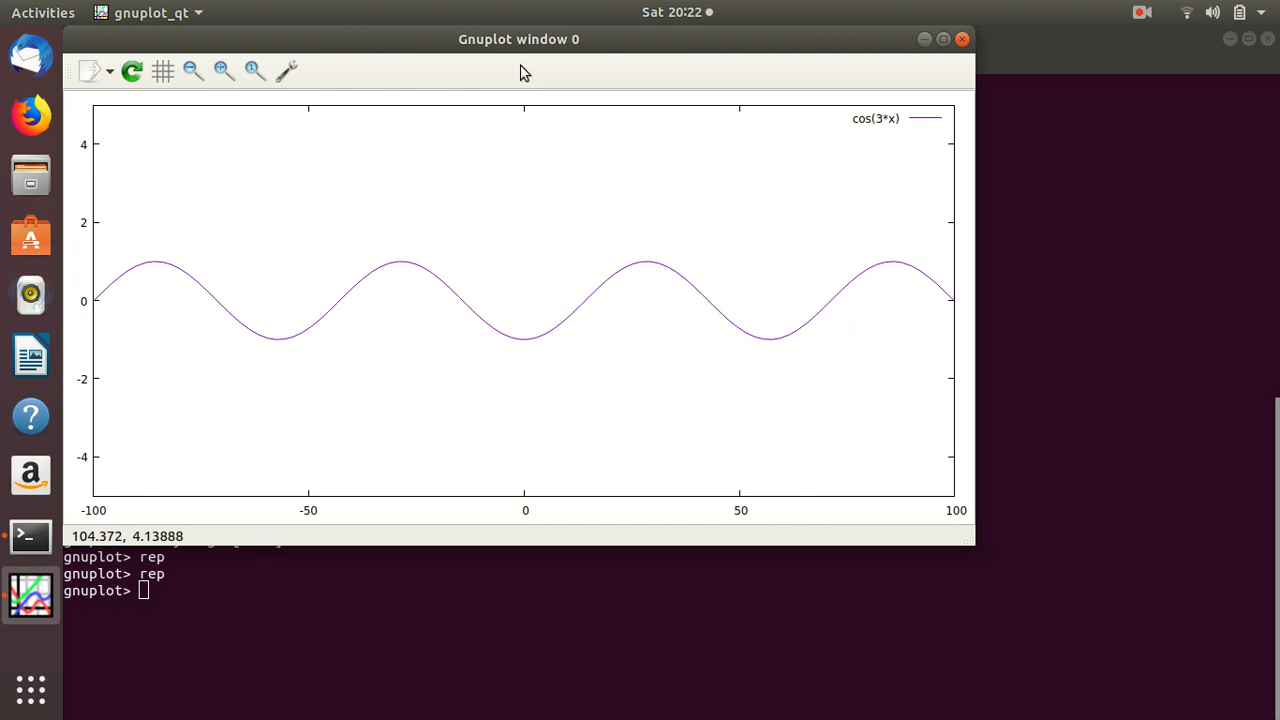 Activities gnuplot_qt Sat 20:22
Gnuplot window 0
cos(3*x)
4
2
0
-2
-4
-100 -50 0 50 100
104.372, 4.13888
gnuplot> rep
gnuplot> rep
gnuplot>